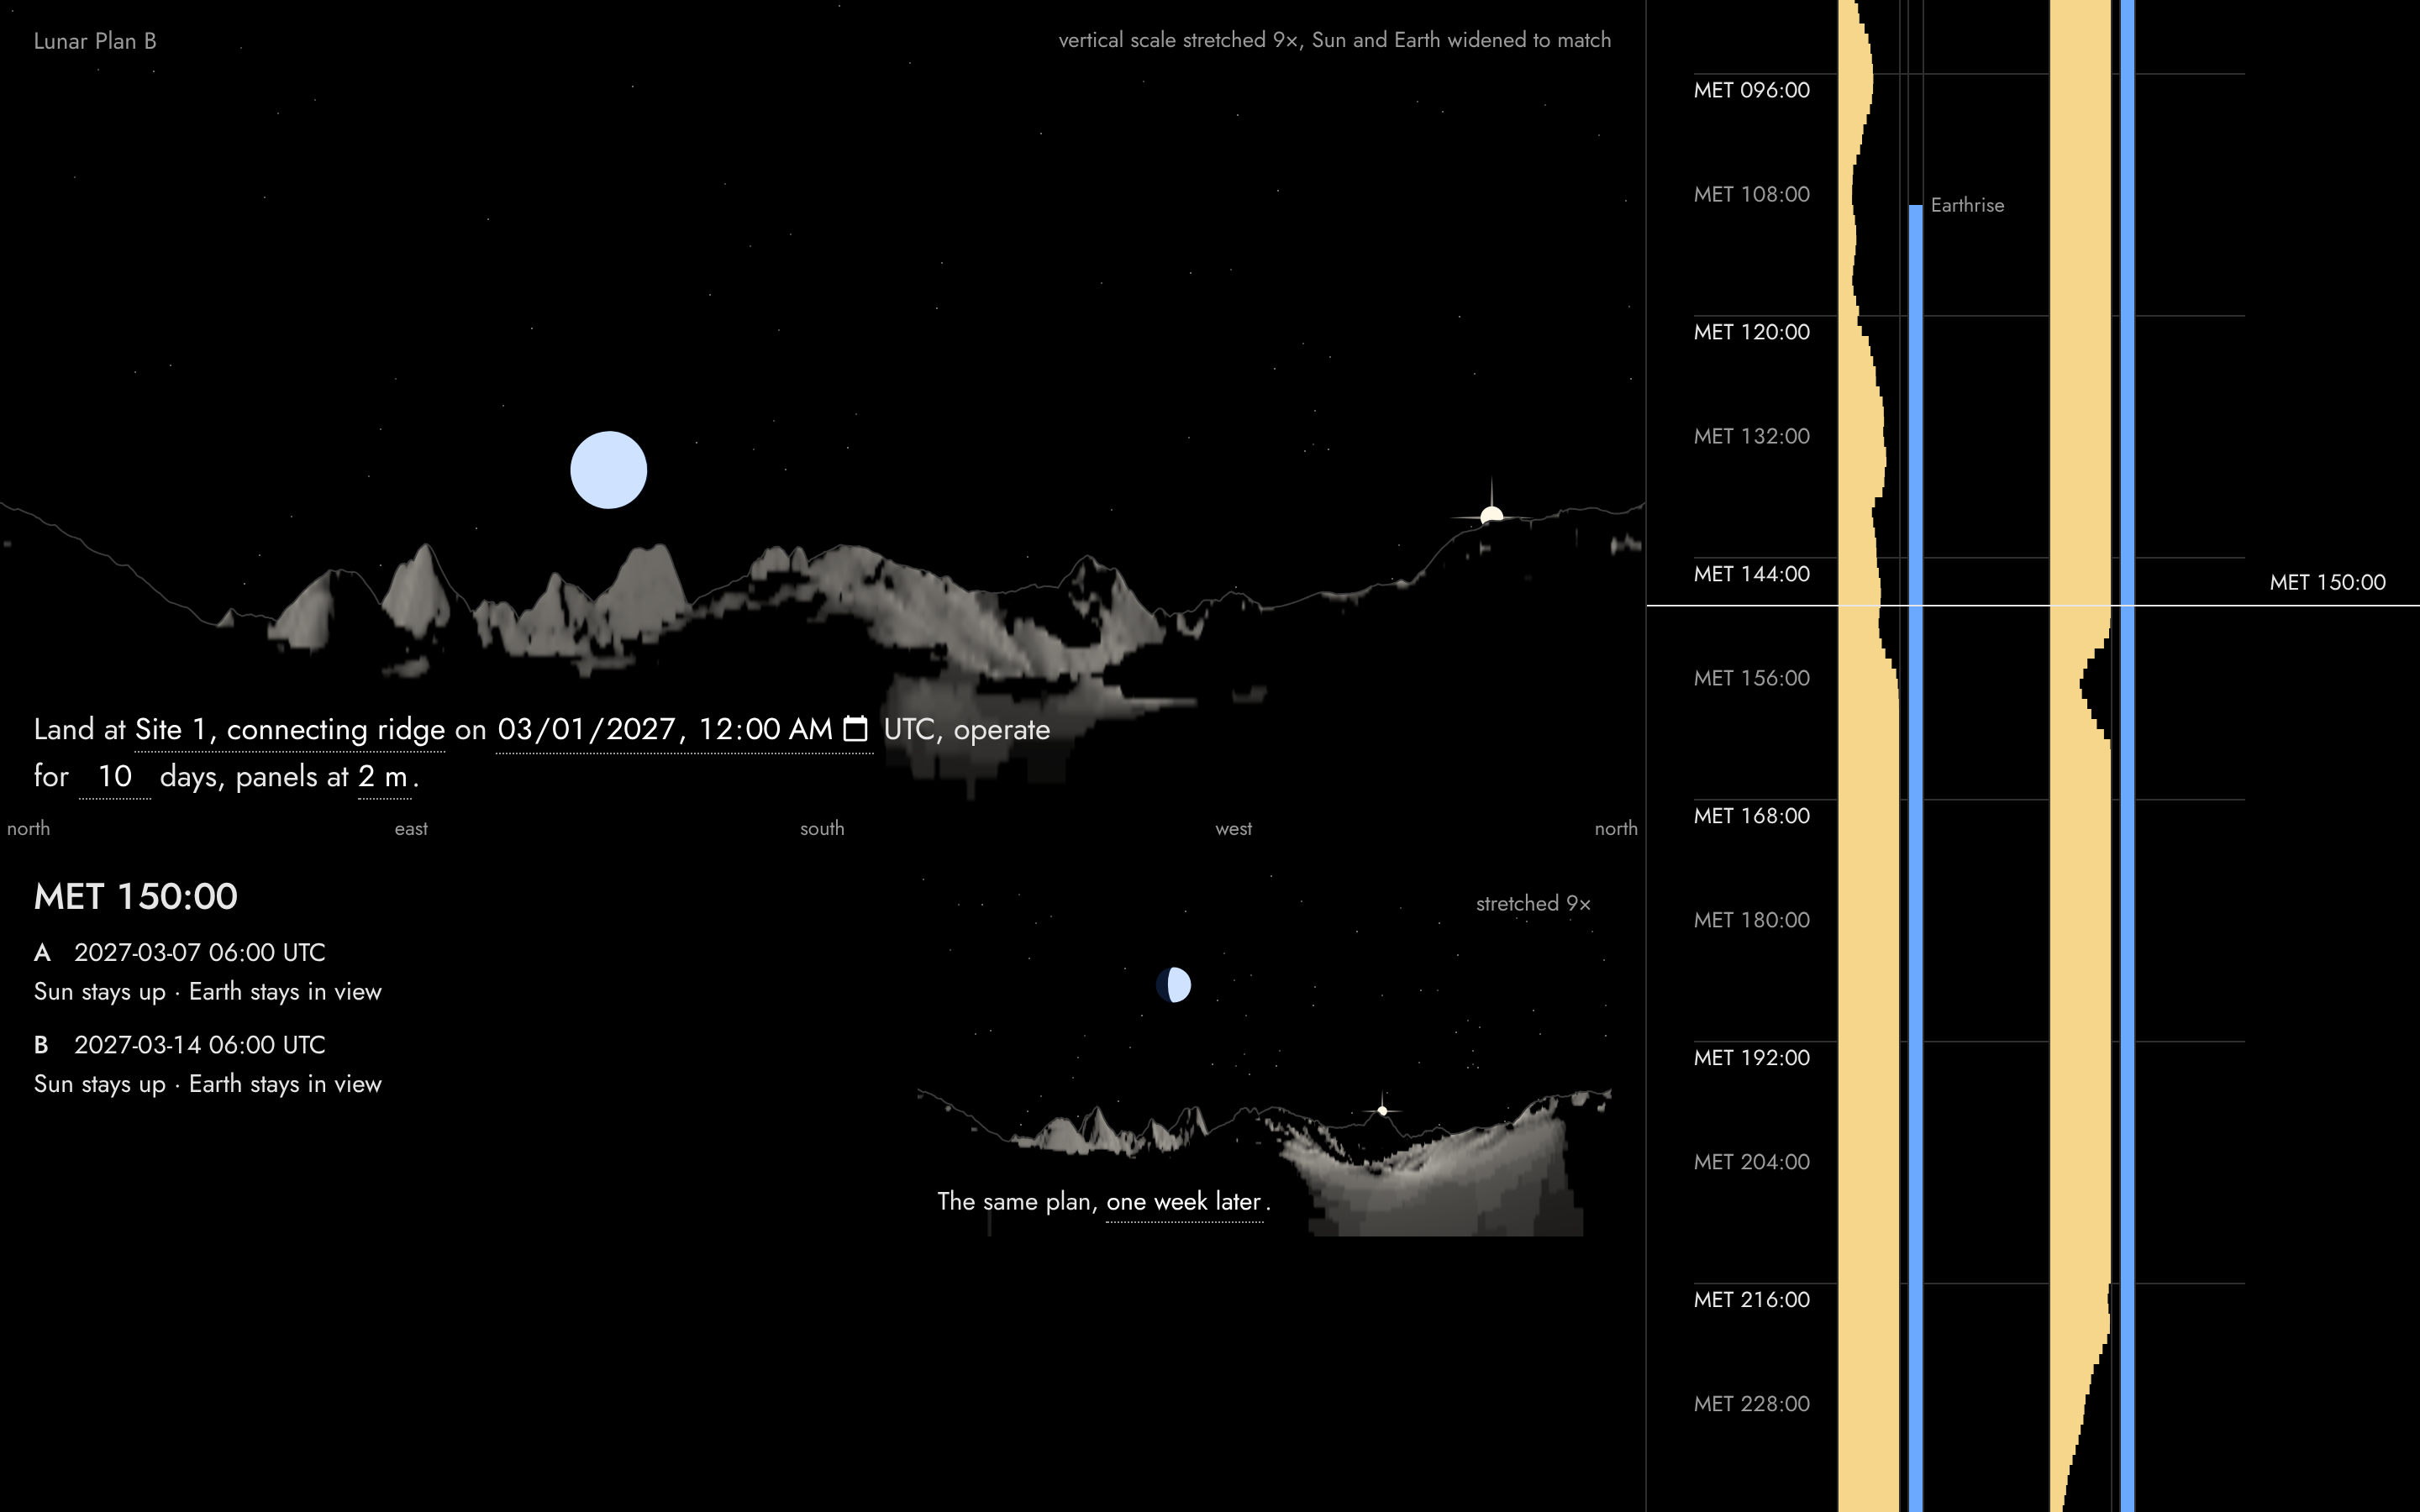 Lunar Plan B
vertical scale stretched 9×, Sun and Earth widened to match
Land at Site 1, connecting ridge on 03/01/2027, 12:00 AM UTC, operate
for 10 days, panels at 2 m.
north east south west north
MET 150:00
A 2027-03-07 06:00 UTC
Sun stays up · Earth stays in view
B 2027-03-14 06:00 UTC
Sun stays up · Earth stays in view
stretched 9×
The same plan, one week later.
MET 096:00
MET 108:00
Earthrise
MET 120:00
MET 132:00
MET 144:00
MET 150:00
MET 156:00
MET 168:00
MET 180:00
MET 192:00
MET 204:00
MET 216:00
MET 228:00